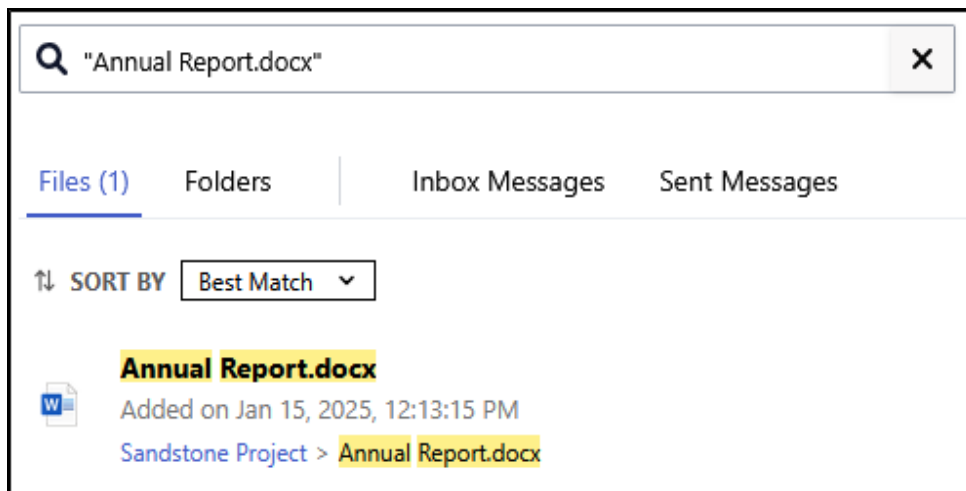 "Annual Report.docx"
Files (1) Folders Inbox Messages Sent Messages
SORT BY Best Match
Annual Report.docx
W
Added on Jan 15, 2025, 12:13:15 PM
Sandstone Project > Annual Report.docx